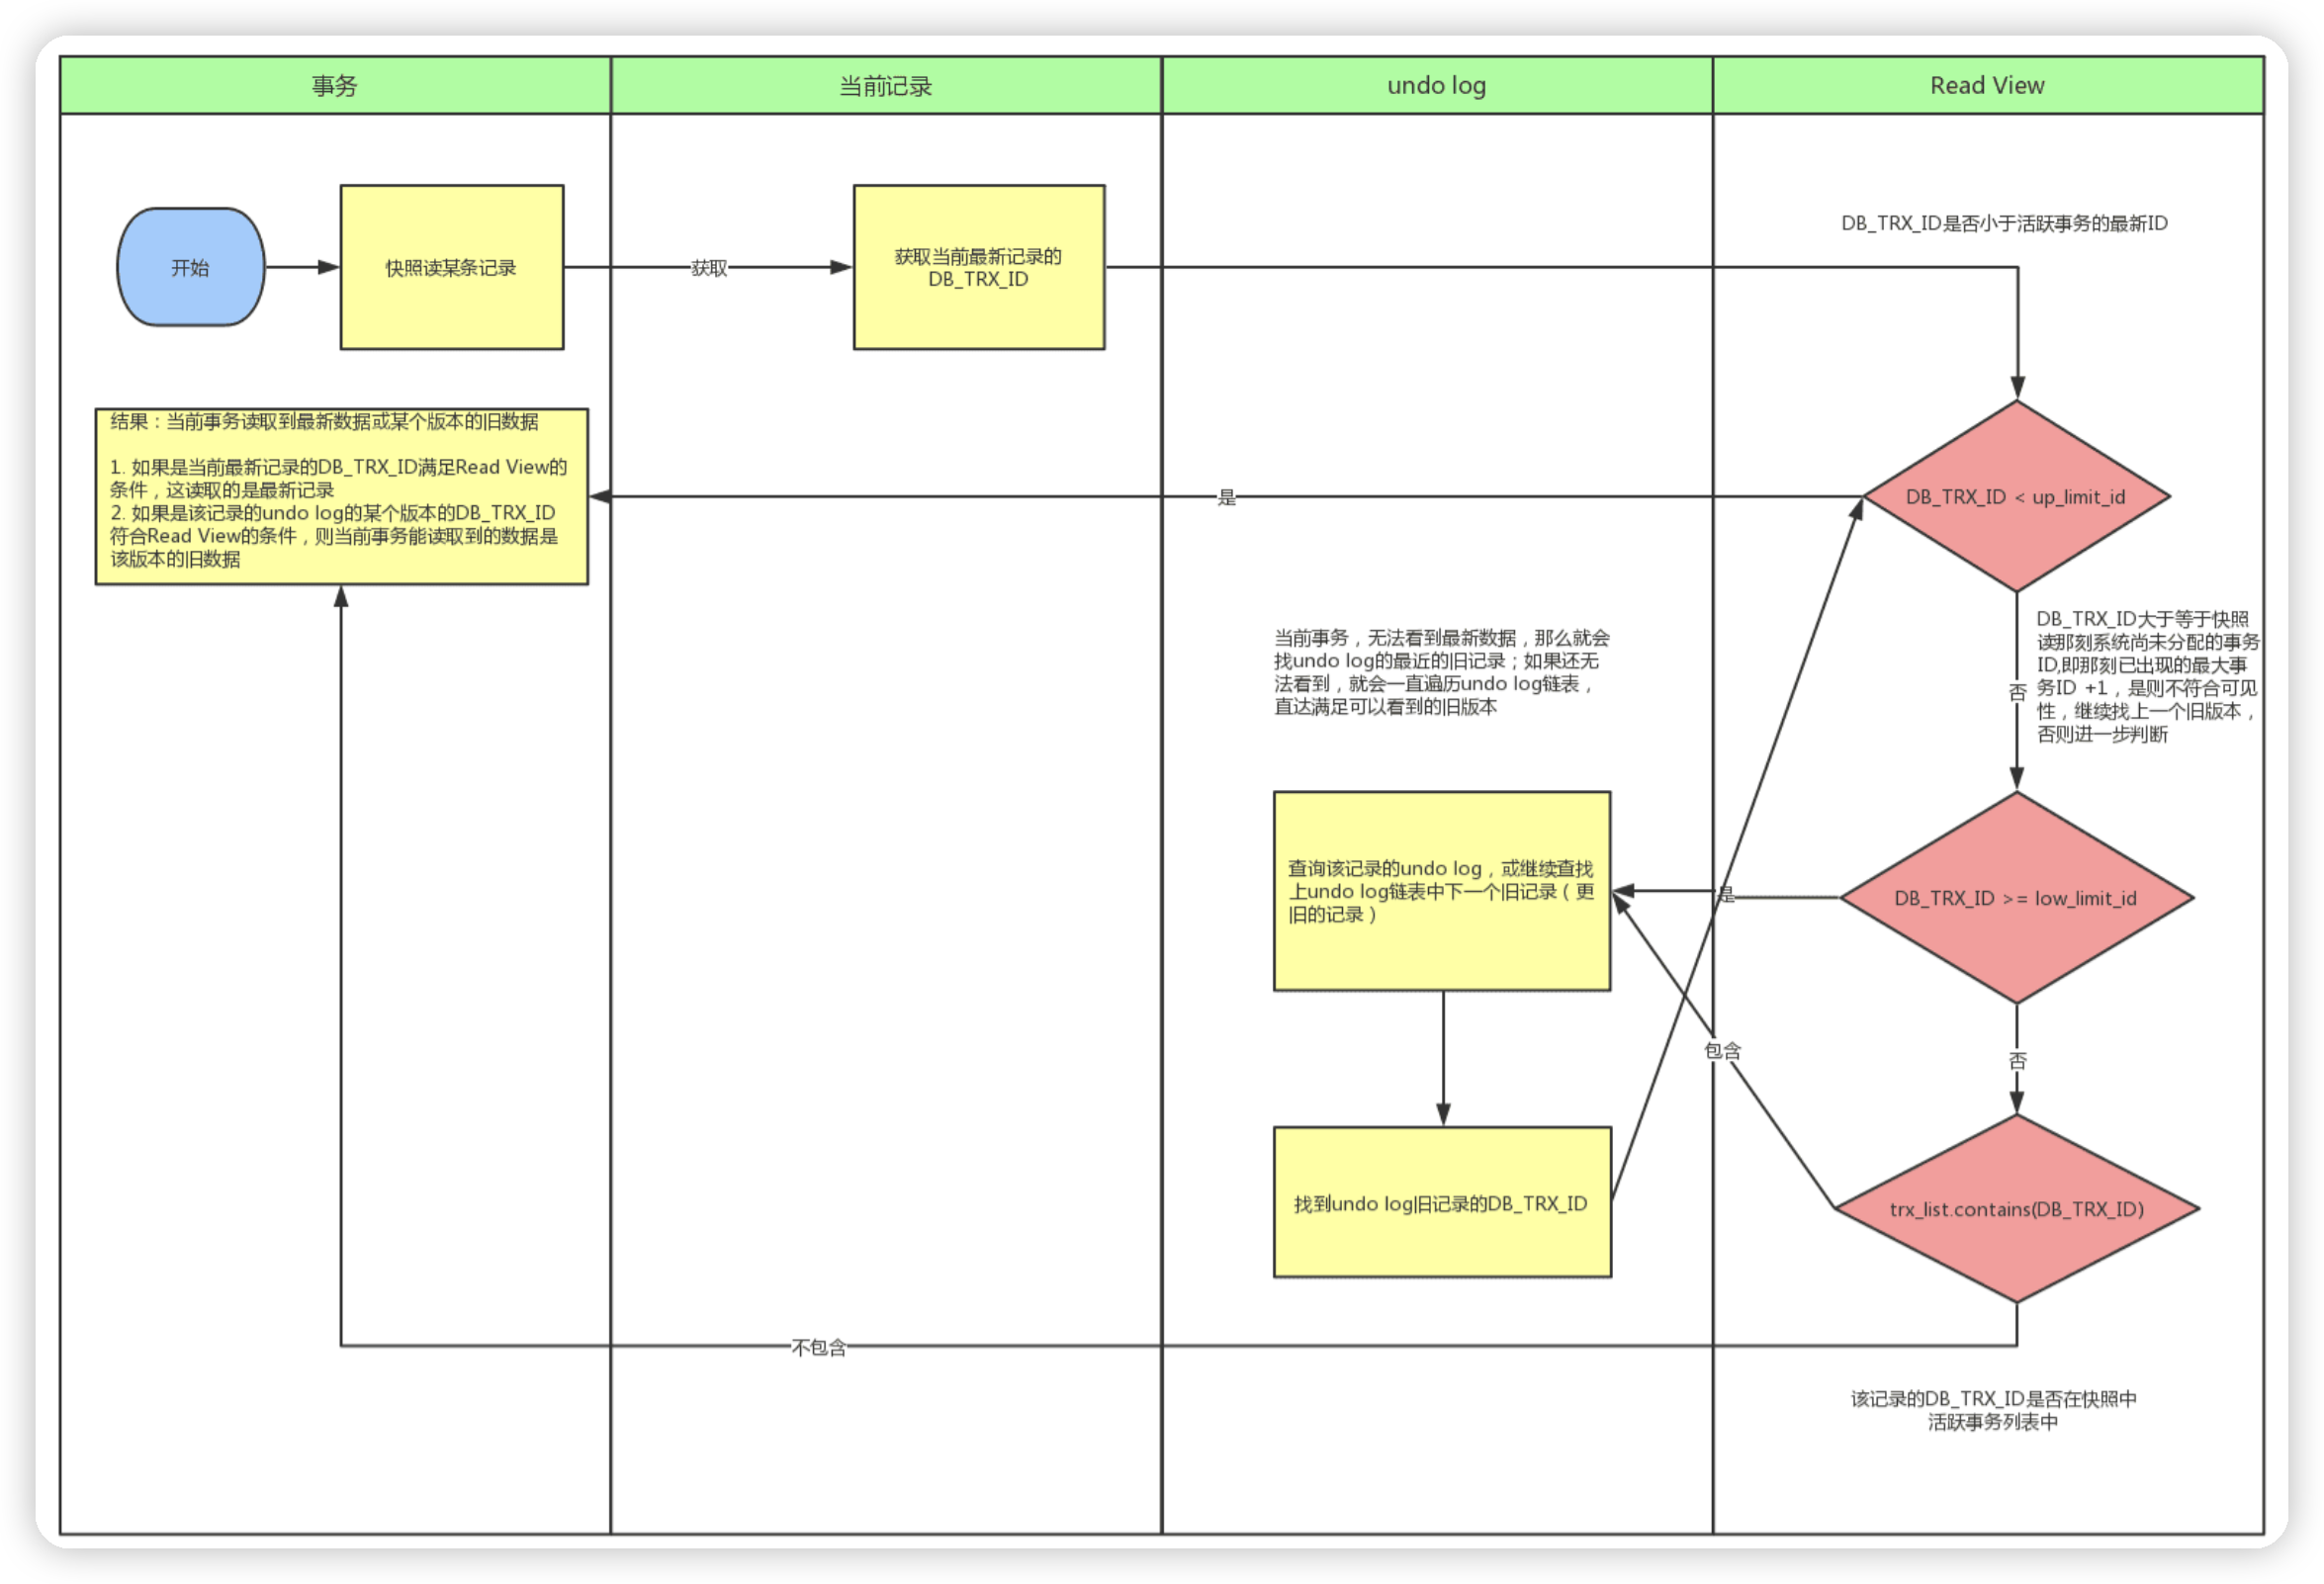 事务
当前记录
undo log
Read View
开始
快照读某条记录
获取
获取当前最新记录的
DB_TRX_ID
DB_TRX_ID是否小于活跃事务的最新ID
结果：当前事务读取到最新数据或某个版本的旧数据
1. 如果是当前最新记录的DB_TRX_ID满足Read View的
条件，这读取的是最新记录
2. 如果是该记录的undo log的某个版本的DB_TRX_ID
符合Read View的条件，则当前事务能读取到的数据是
该版本的旧数据
是
DB_TRX_ID < up_limit_id
当前事务，无法看到最新数据，那么就会
找undo log的最近的旧记录；如果还无
法看到，就会一直遍历undo log链表，
直达满足可以看到的旧版本
否
DB_TRX_ID大于等于快照
读那刻系统尚未分配的事务
ID,即那刻已出现的最大事
务ID +1，是则不符合可见
性，继续找上一个旧版本，
否则进一步判断
查询该记录的undo log，或继续查找
上undo log链表中下一个旧记录（更
旧的记录）
是
DB_TRX_ID >= low_limit_id
包含
否
找到undo log旧记录的DB_TRX_ID
trx_list.contains(DB_TRX_ID)
不包含
该记录的DB_TRX_ID是否在快照中
活跃事务列表中